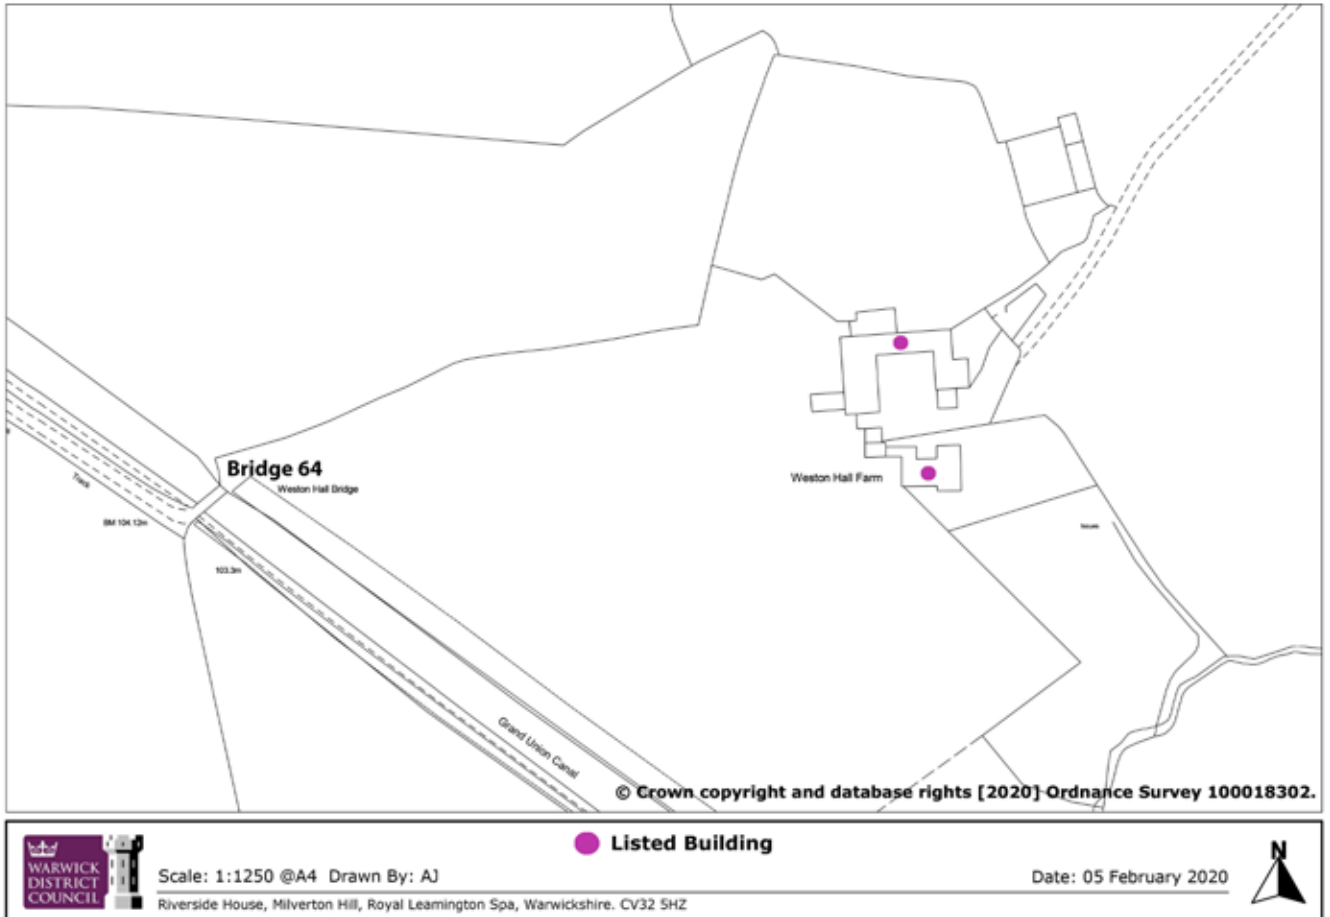 Bridge 64
Weston Hall Bridge
Weston Hall Farm
Track
BM 104.12m
Issues
103.3m
Grand Union Canal
© Crown copyright and database rights [2020] Ordnance Survey 100018302.
Listed Building
N
WARWICK
DISTRICT
COUNCIL
Scale: 1:1250 @A4 Drawn By: AJ
Date: 05 February 2020
Riverside House, Milverton Hill, Royal Leamington Spa, Warwickshire. CV32 5HZ